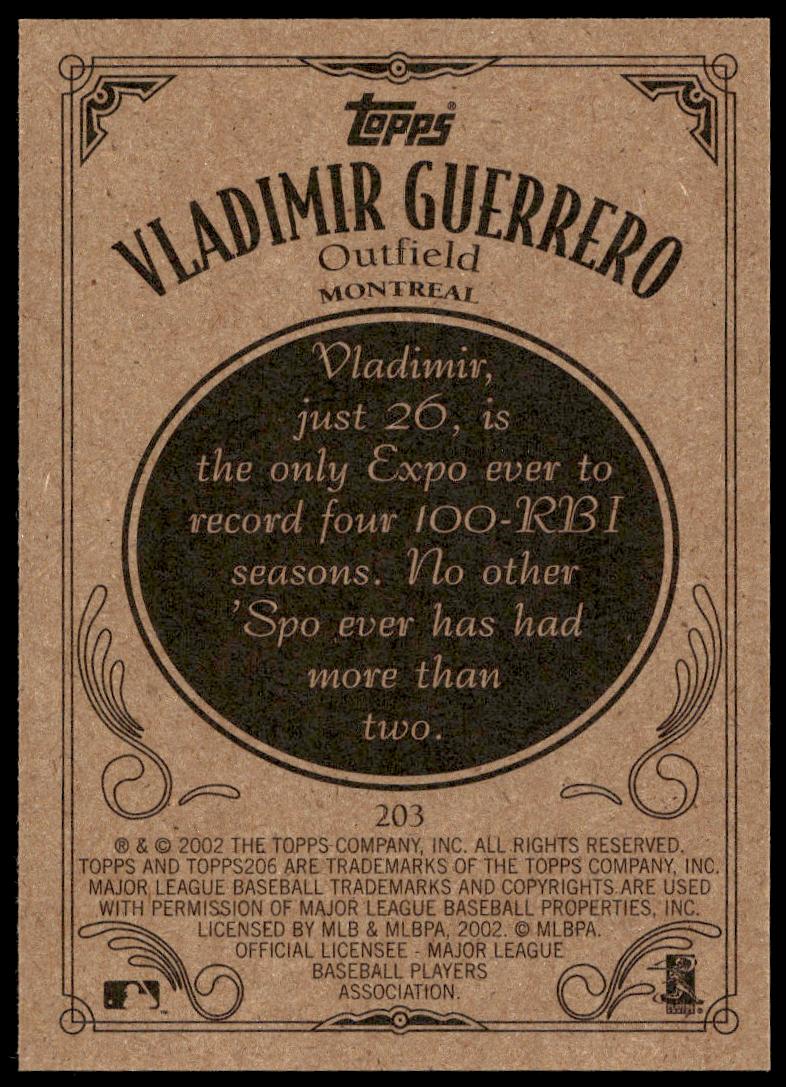 Topps®
VLADIMIR GUERRERO
Outfield
MONTREAL
Vladimir,
just 26, is
the only Expo ever to
record four 100-RBI
seasons. No other
'Spo ever has had
more than
two.
203
® & © 2002 THE TOPPS COMPANY, INC. ALL RIGHTS RESERVED.
TOPPS AND TOPPS206 ARE TRADEMARKS OF THE TOPPS COMPANY, INC.
MAJOR LEAGUE BASEBALL TRADEMARKS AND COPYRIGHTS ARE USED
WITH PERMISSION OF MAJOR LEAGUE BASEBALL PROPERTIES, INC.
LICENSED BY MLB & MLBPA, 2002. © MLBPA.
OFFICIAL LICENSEE - MAJOR LEAGUE
BASEBALL PLAYERS
ASSOCIATION.